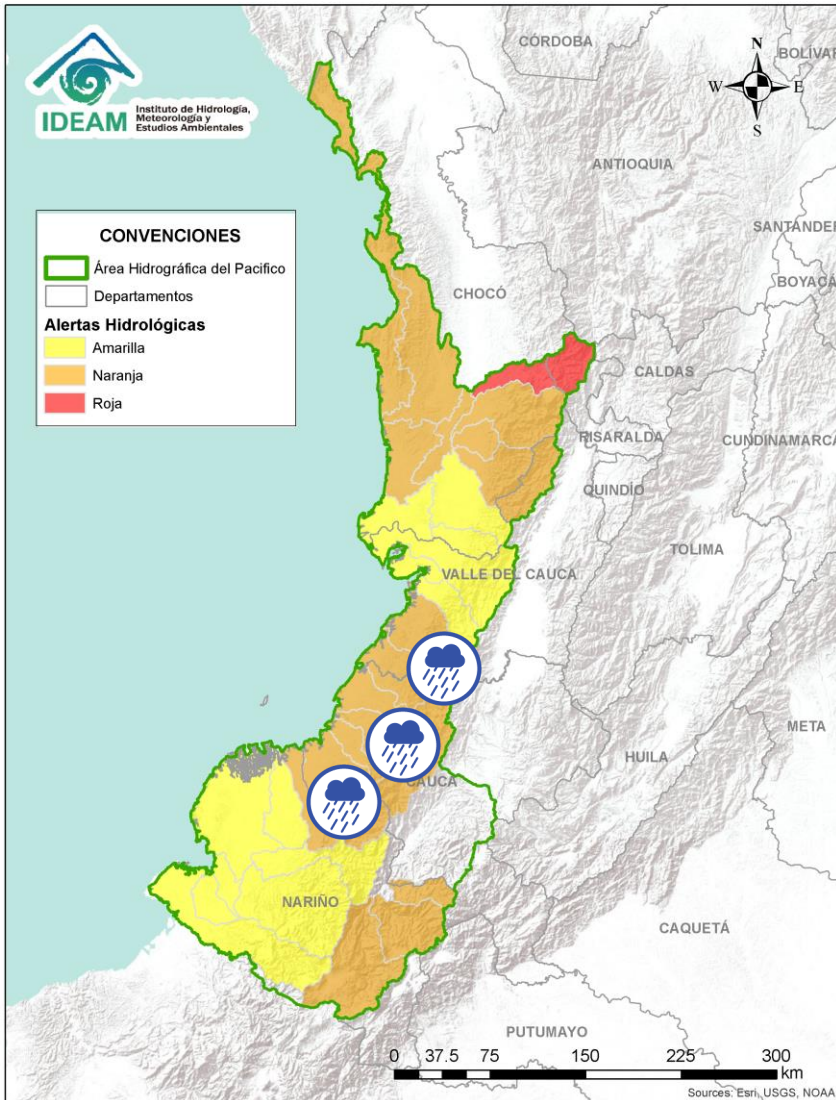 IDEAM
Instituto de Hidrología,
Meteorología y
Estudios Ambientales
CÓRDOBA
BOLÍVAR
N
W
E
S
ANTIOQUIA
SANTANDER
BOYACÁ
CONVENCIONES
Área Hidrográfica del Pacifico
Departamentos
Alertas Hidrológicas
Amarilla
Naranja
Roja
CHOCÓ
CALDAS
RISARALDA
CUNDINAMARCA
QUINDÍO
TOLIMA
VALLE DEL CAUCA
META
HUILA
CAUCA
NARIÑO
CAQUETÁ
PUTUMAYO
0 37.5 75 150 225 300
km
Sources: Esri, USGS, NOAA